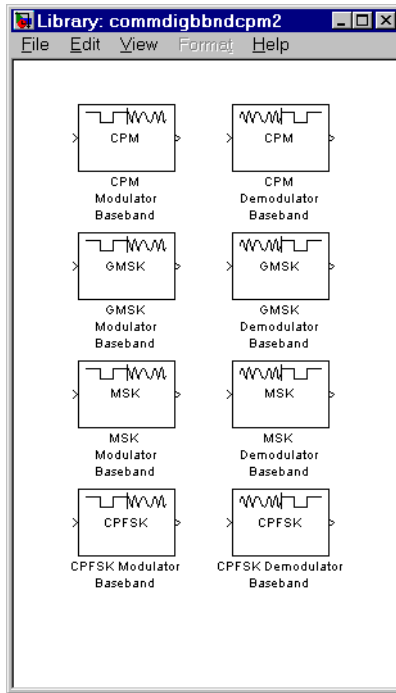 Library: commdigbbndcpm2
File Edit View Format Help
CPM CPM
CPM CPM
Modulator Demodulator
Baseband Baseband
GMSK GMSK
GMSK GMSK
Modulator Demodulator
Baseband Baseband
MSK MSK
MSK MSK
Modulator Demodulator
Baseband Baseband
CPFSK CPFSK
CPFSK Modulator CPFSK Demodulator
Baseband Baseband